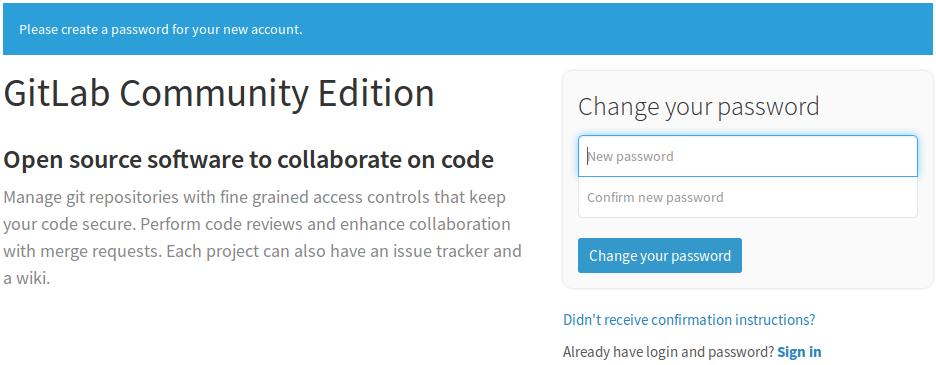 Please create a password for your new account.
GitLab Community Edition
Open source software to collaborate on code
Manage git repositories with fine grained access controls that keep
your code secure. Perform code reviews and enhance collaboration
with merge requests. Each project can also have an issue tracker and
a wiki.
Change your password
New password
Confirm new password
Change your password
Didn't receive confirmation instructions?
Already have login and password? Sign in